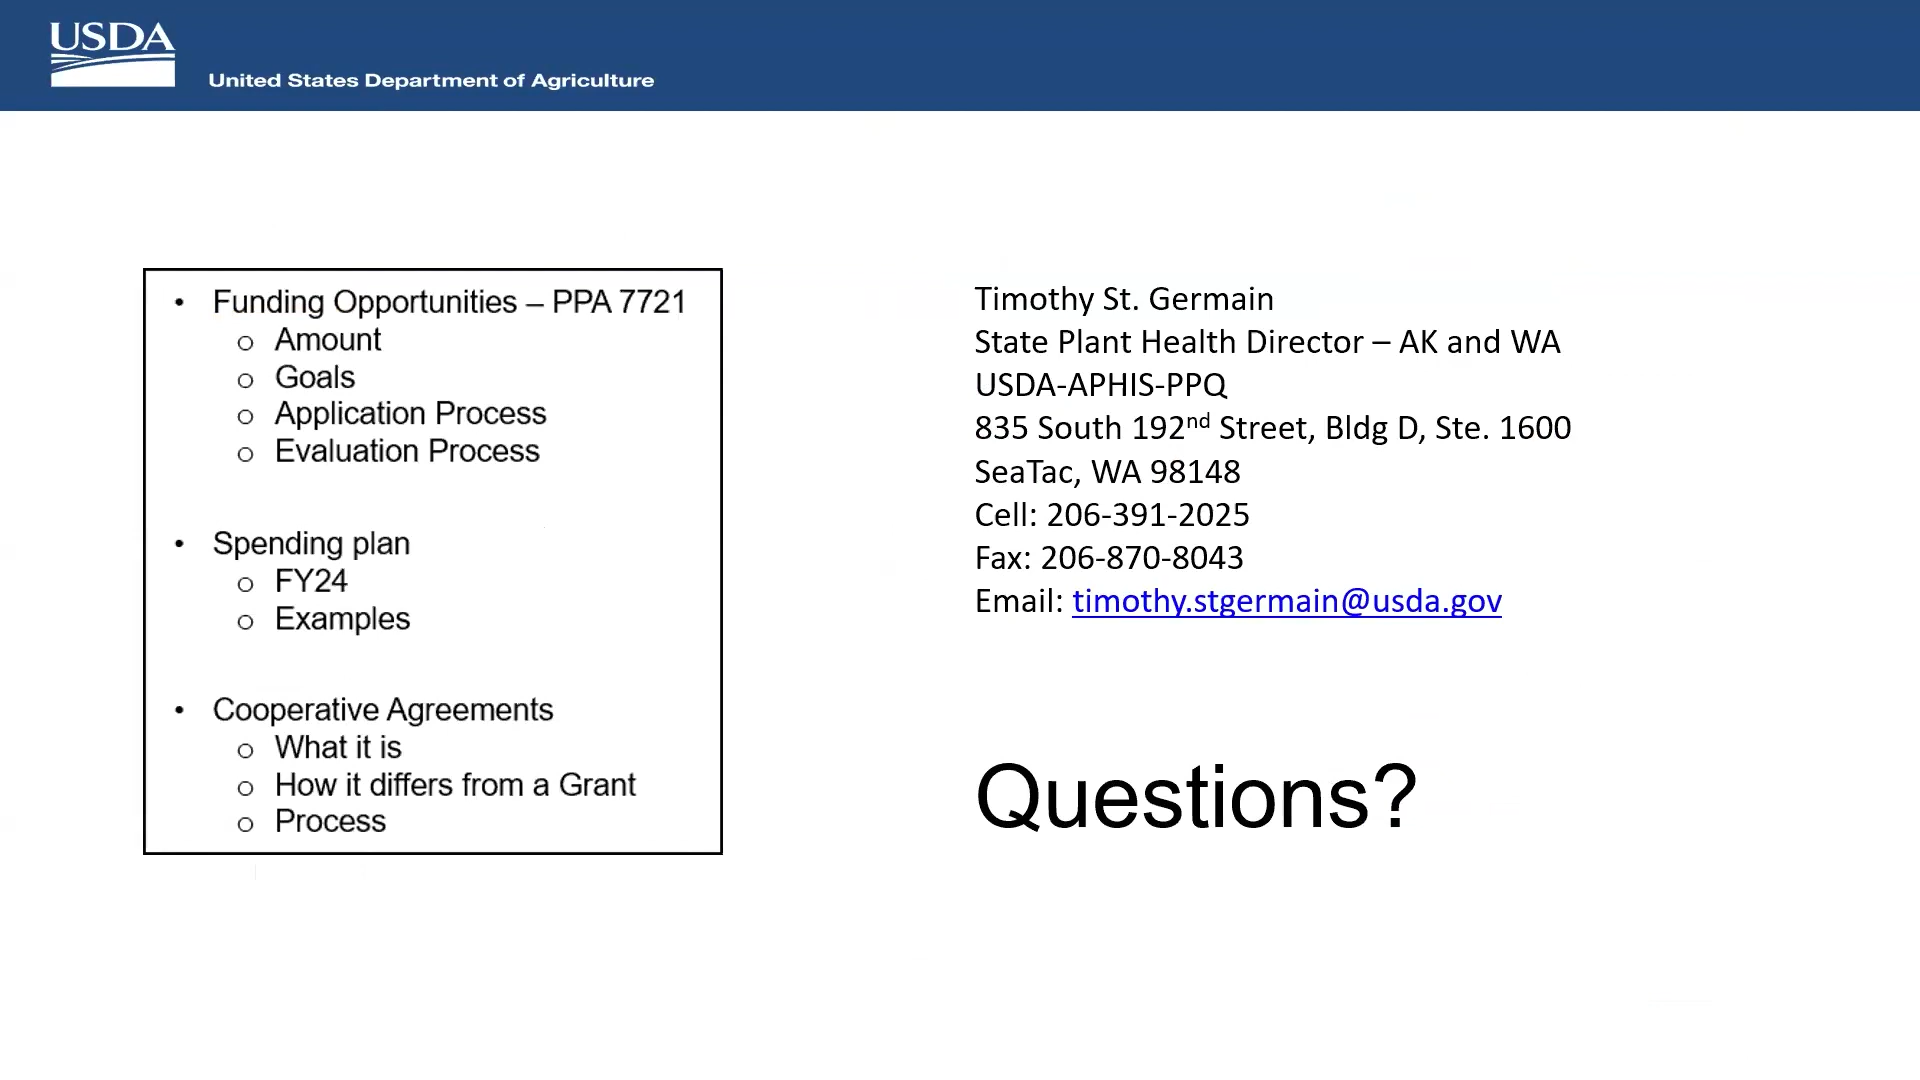 USDA
United States Department of Agriculture
• Funding Opportunities – PPA 7721
o Amount
o Goals
o Application Process
o Evaluation Process
• Spending plan
o FY24
o Examples
• Cooperative Agreements
o What it is
o How it differs from a Grant
o Process
Timothy St. Germain
State Plant Health Director – AK and WA
USDA-APHIS-PPQ
835 South 192nd Street, Bldg D, Ste. 1600
SeaTac, WA 98148
Cell: 206-391-2025
Fax: 206-870-8043
Email: timothy.stgermain@usda.gov
Questions?